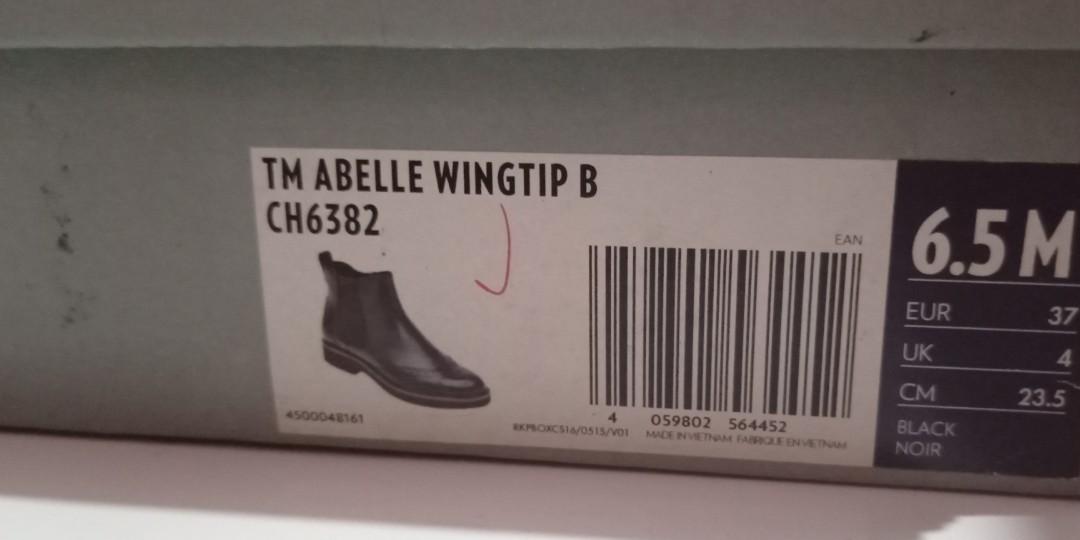 TM ABELLE WINGTIP B
CH6382
4500048161
EAN
4 059802 564452
RKPBOXCS16/0515/V01
MADE IN VIETNAM FABRIQUE EN VIETNAM
6.5 M
EUR 37
UK 4
CM 23.5
BLACK
NOIR